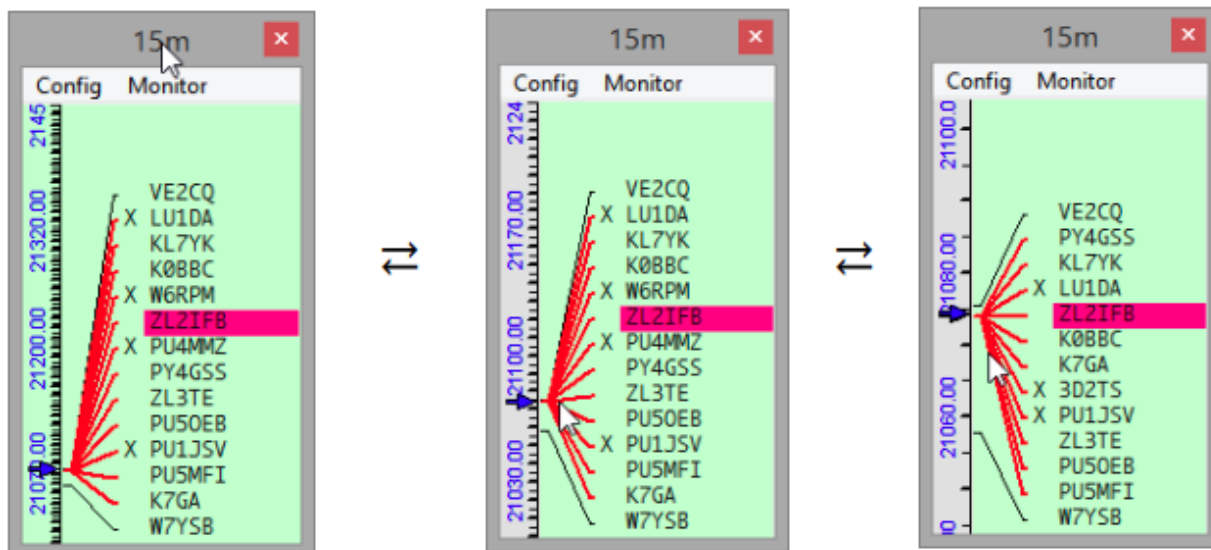 15m
Config Monitor
2145
21320.00
21200.00
21070.00
VE2CQ
X LU1DA
KL7YK
K0BBC
X W6RPM
ZL2IFB
X PU4MMZ
PY4GSS
ZL3TE
PU5OEB
X PU1JSV
PU5MFI
K7GA
W7YSB
15m
Config Monitor
2124
21170.00
21100.00
21030.00
VE2CQ
X LU1DA
KL7YK
K0BBC
X W6RPM
ZL2IFB
X PU4MMZ
PY4GSS
ZL3TE
PU5OEB
X PU1JSV
PU5MFI
K7GA
W7YSB
15m
Config Monitor
21100.0
21080.00
21060.00
00
VE2CQ
PY4GSS
KL7YK
X LU1DA
ZL2IFB
K0BBC
K7GA
X 3D2TS
X PU1JSV
ZL3TE
PU5OEB
PU5MFI
W7YSB